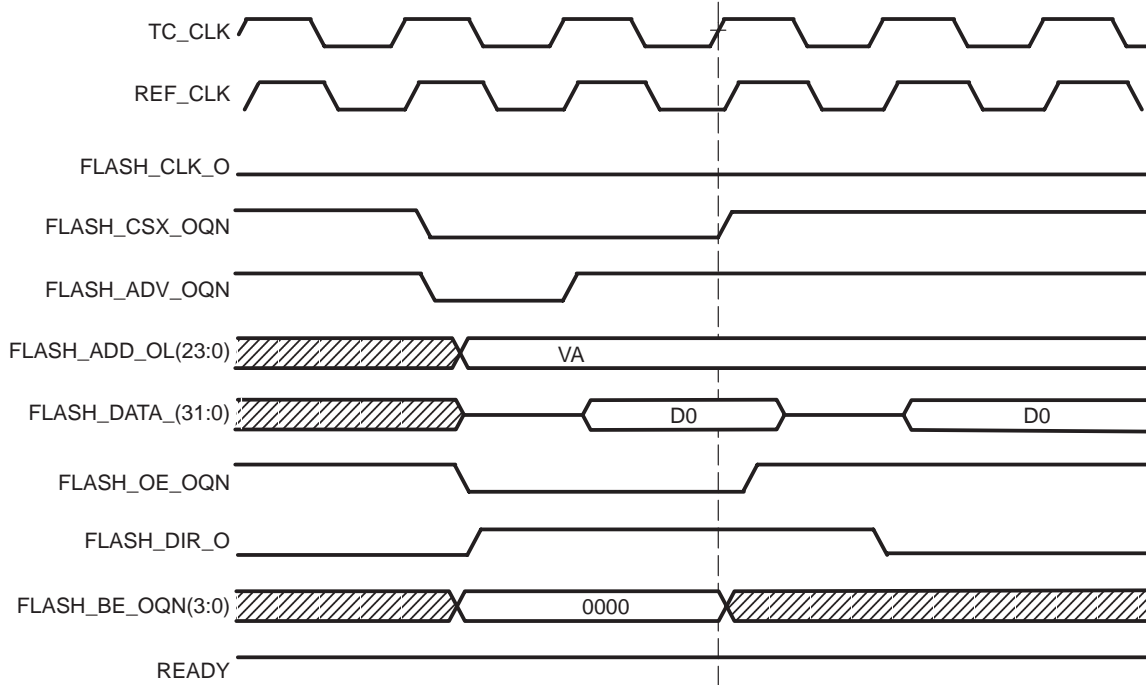 TC_CLK
REF_CLK
FLASH_CLK_O
FLASH_CSX_OQN
FLASH_ADV_OQN
FLASH_ADD_OL(23:0) VA
FLASH_DATA_(31:0) D0 D0
FLASH_OE_OQN
FLASH_DIR_O
FLASH_BE_OQN(3:0) 0000
READY